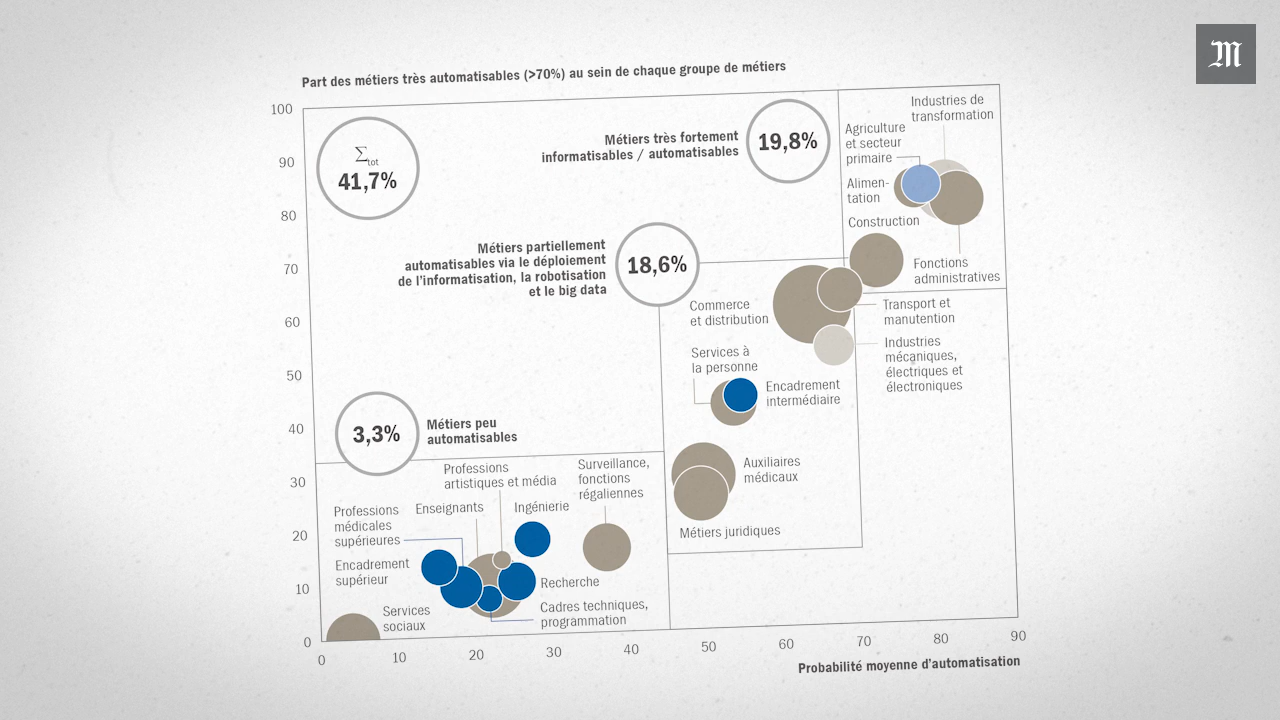 M
Part des métiers très automatisables (>70%) au sein de chaque groupe de métiers
100
90
80
70
60
50
40
30
20
10
0
Σtot
41,7%
Métiers très fortement
informatisables / automatisables
19,8%
Industries de
transformation
Agriculture
et secteur
primaire
Alimen-
tation
Construction
Fonctions
administratives
Métiers partiellement
automatisables via le déploiement
de l'informatisation, la robotisation
et le big data
18,6%
Commerce
et distribution
Transport et
manutention
Industries
mécaniques,
électriques et
électroniques
Services à
la personne
Encadrement
intermédiaire
3,3%
Métiers peu
automatisables
Auxiliaires
médicaux
Métiers juridiques
Professions
artistiques et média
Surveillance,
fonctions
régaliennes
Professions
médicales
supérieures
Enseignants
Ingénierie
Encadrement
supérieur
Recherche
Services
sociaux
Cadres techniques,
programmation
0
10
20
30
40
50
60
70
80
90
Probabilité moyenne d'automatisation